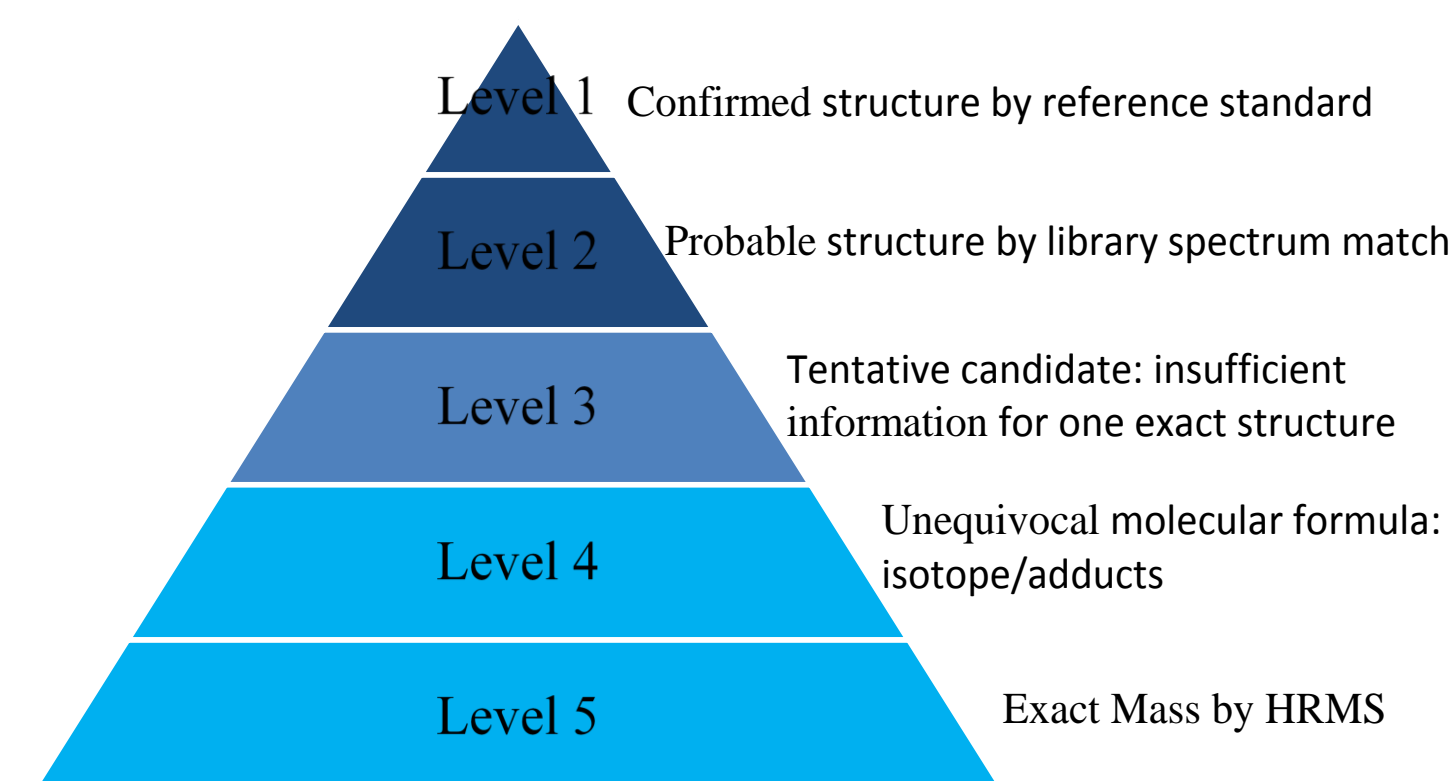 Level 1 Confirmed structure by reference standard
Level 2 Probable structure by library spectrum match
Level 3 Tentative candidate: insufficient
information for one exact structure
Level 4 Unequivocal molecular formula:
isotope/adducts
Level 5 Exact Mass by HRMS